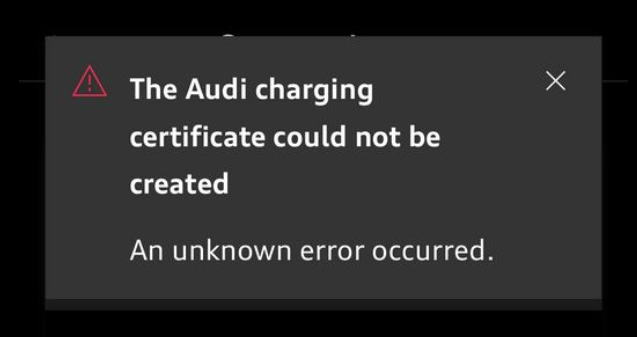 The Audi charging
certificate could not be
created
An unknown error occurred.